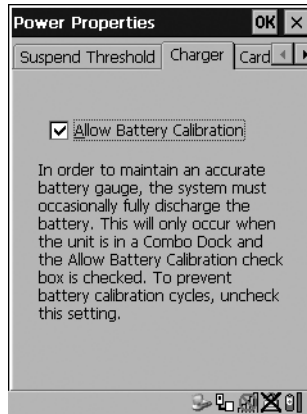 Power Properties OK ×
Suspend Threshold Charger Card
Allow Battery Calibration
In order to maintain an accurate
battery gauge, the system must
occasionally fully discharge the
battery. This will only occur when
the unit is in a Combo Dock and
the Allow Battery Calibration check
box is checked. To prevent
battery calibration cycles, uncheck
this setting.